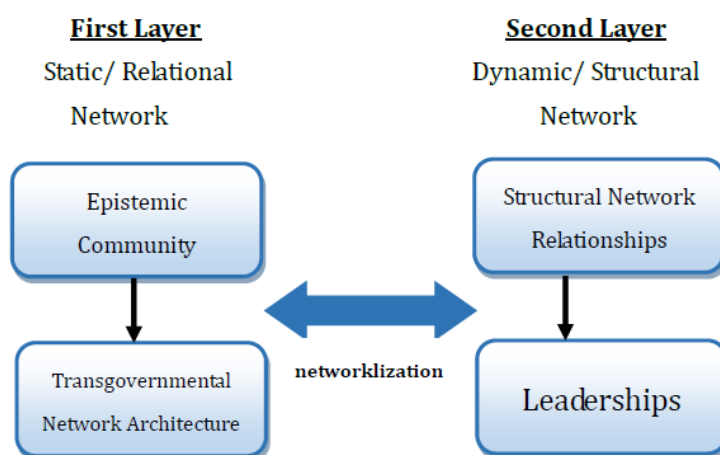 First Layer
Static/ Relational
Network
Epistemic
Community
Transgovernmental
Network Architecture
networklization
Second Layer
Dynamic/ Structural
Network
Structural Network
Relationships
Leaderships